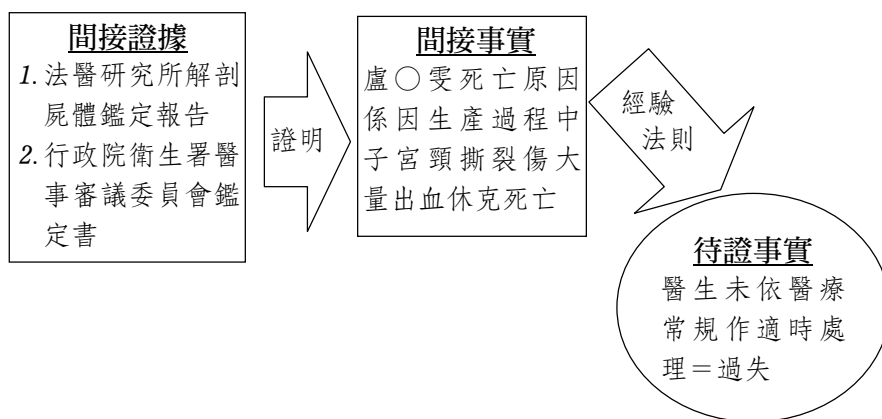 間接證據
1. 法醫研究所解剖
屍體鑑定報告
2. 行政院衛生署醫
事審議委員會鑑
定書
證明
間接事實
盧○雯死亡原因
係因生產過程中
子宮頸撕裂傷大
量出血休克死亡
經驗
法則
待證事實
醫生未依醫療
常規作適時處
理＝過失